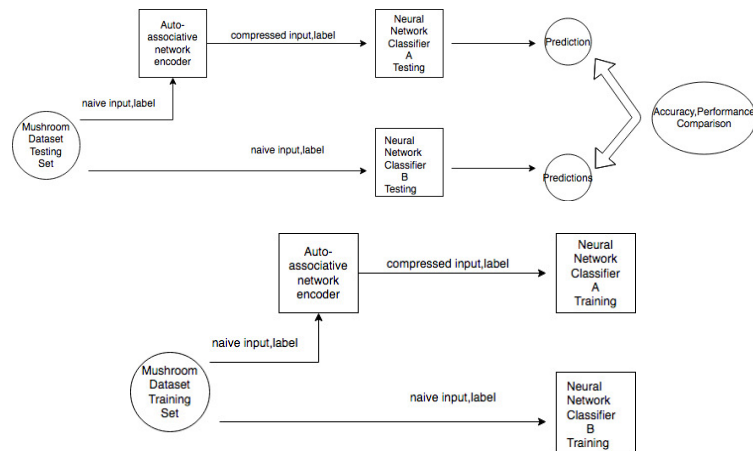 Auto-
associative
network
encoder
compressed input,label
Neural
Network
Classifier
A
Testing
Prediction
naive input,label
Mushroom
Dataset
Testing
Set
naive input,label
Neural
Network
Classifier
B
Testing
Predictions
Accuracy,Performance
Comparison
Auto-
associative
network
encoder
compressed input,label
Neural
Network
Classifier
A
Training
naive input,label
Mushroom
Dataset
Training
Set
naive input,label
Neural
Network
Classifier
B
Training